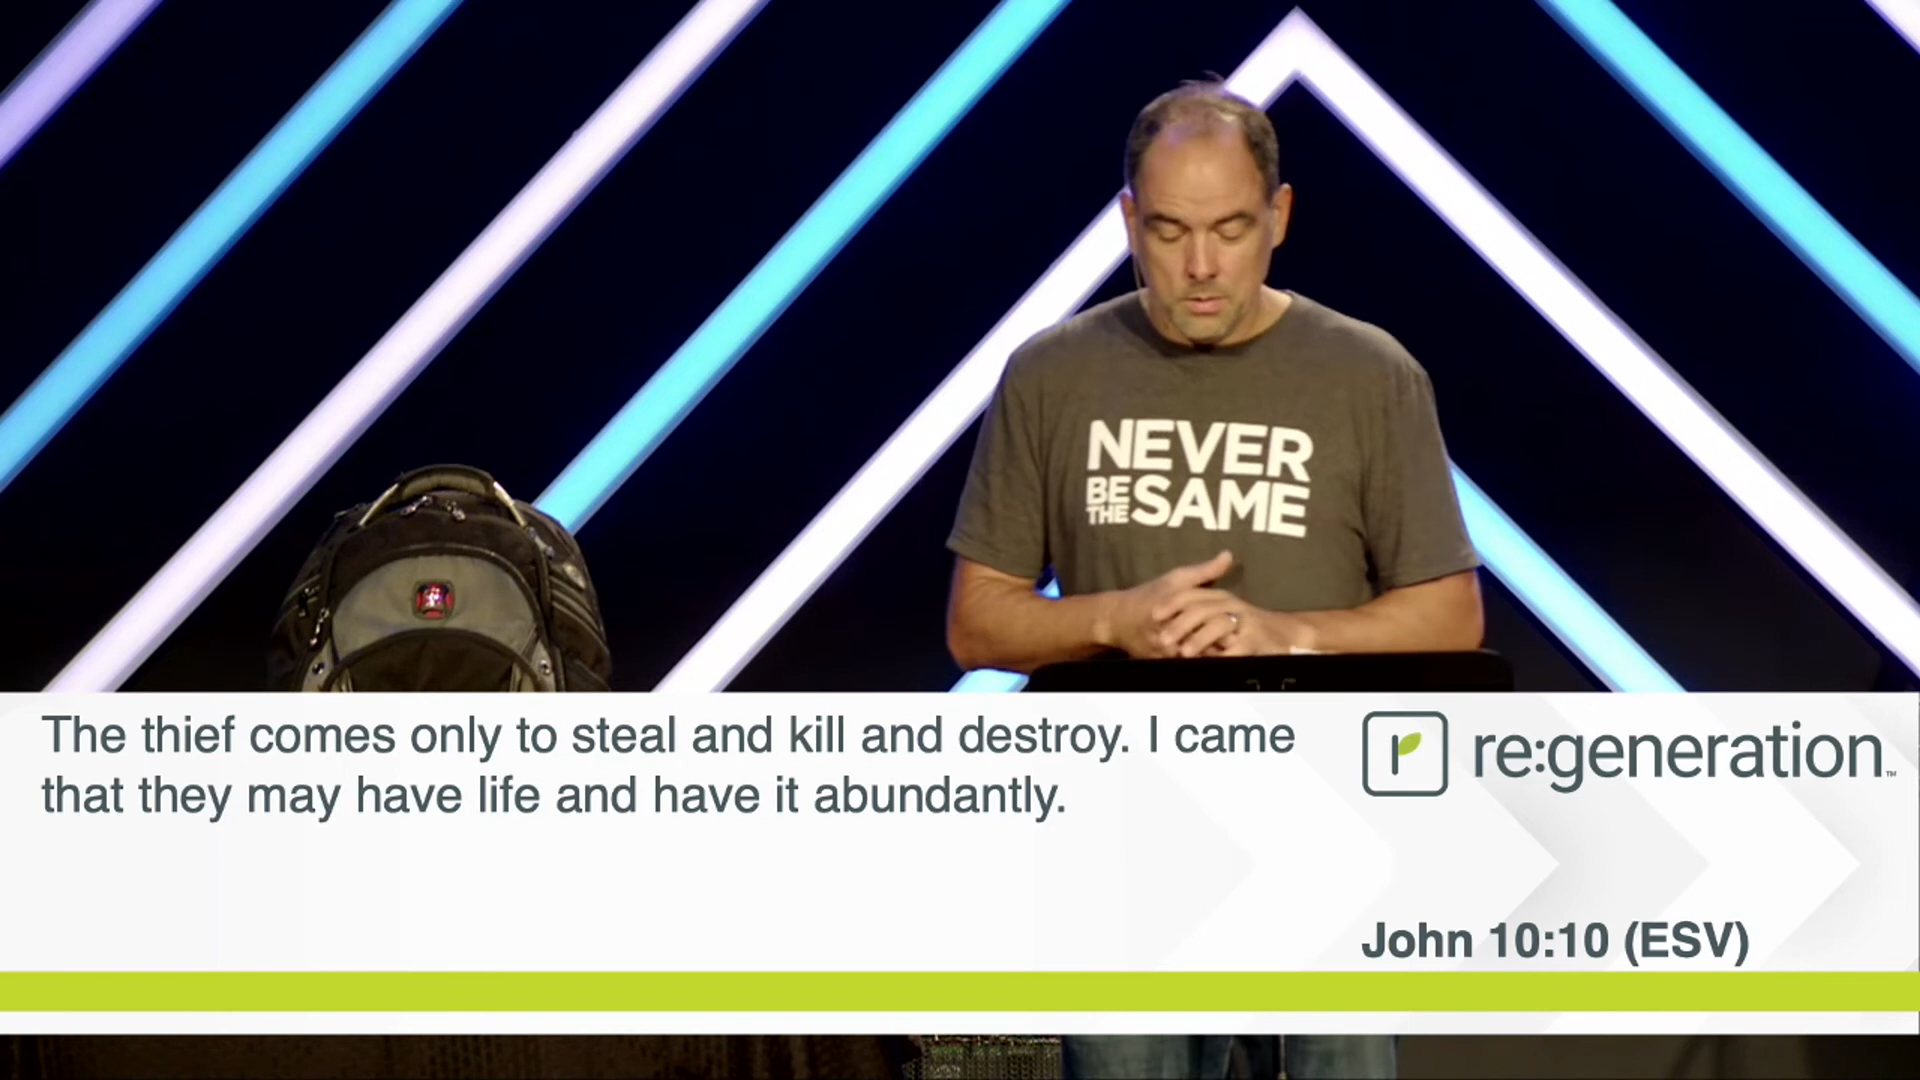 NEVER
BE THE SAME
The thief comes only to steal and kill and destroy. I came
that they may have life and have it abundantly.
r re:generation™
John 10:10 (ESV)